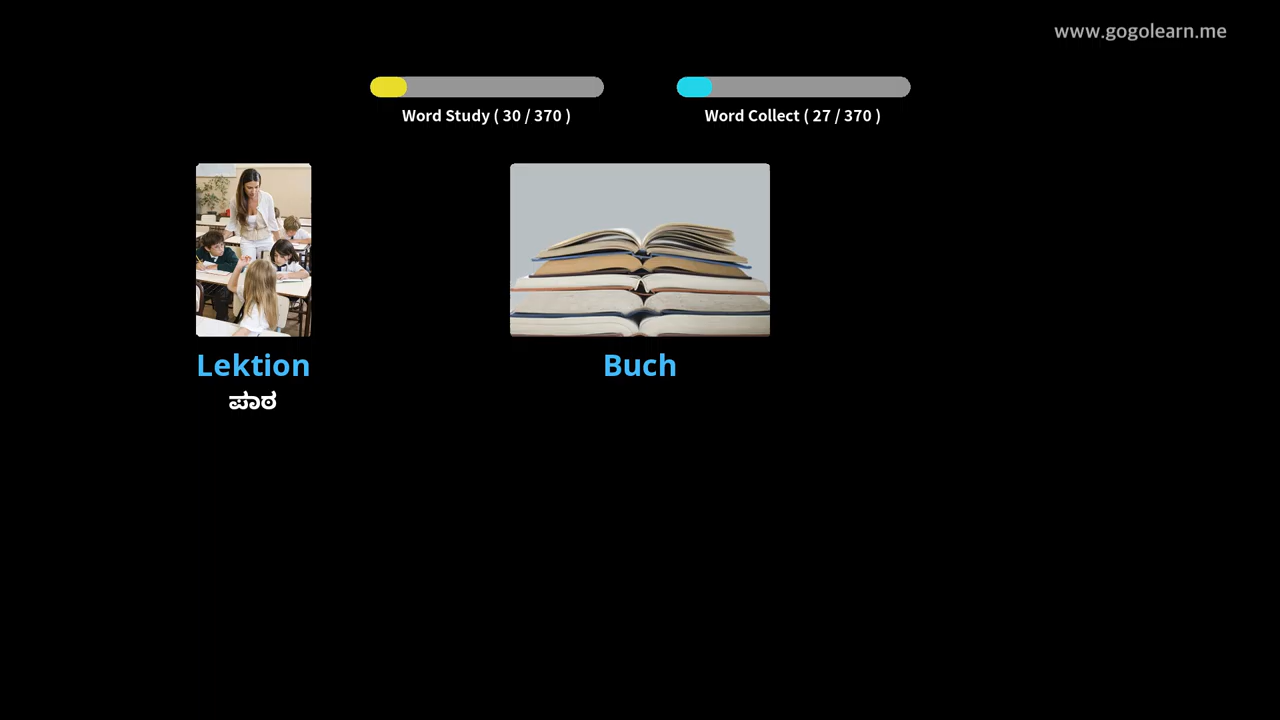 www.gogolearn.me
Word Study ( 30 / 370 )
Word Collect ( 27 / 370 )
Lektion
ಪಾಠ
Buch